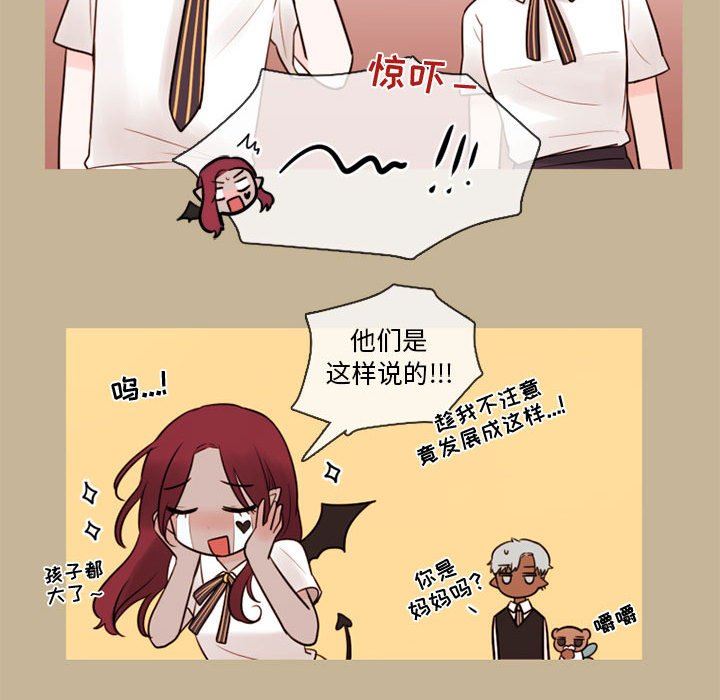 惊吓－
!!!
他们是
这样说的!!!
呜...!
趁我不注意
竟发展成这样...!
孩子都
大了~
你是
妈妈吗?
嚼嚼